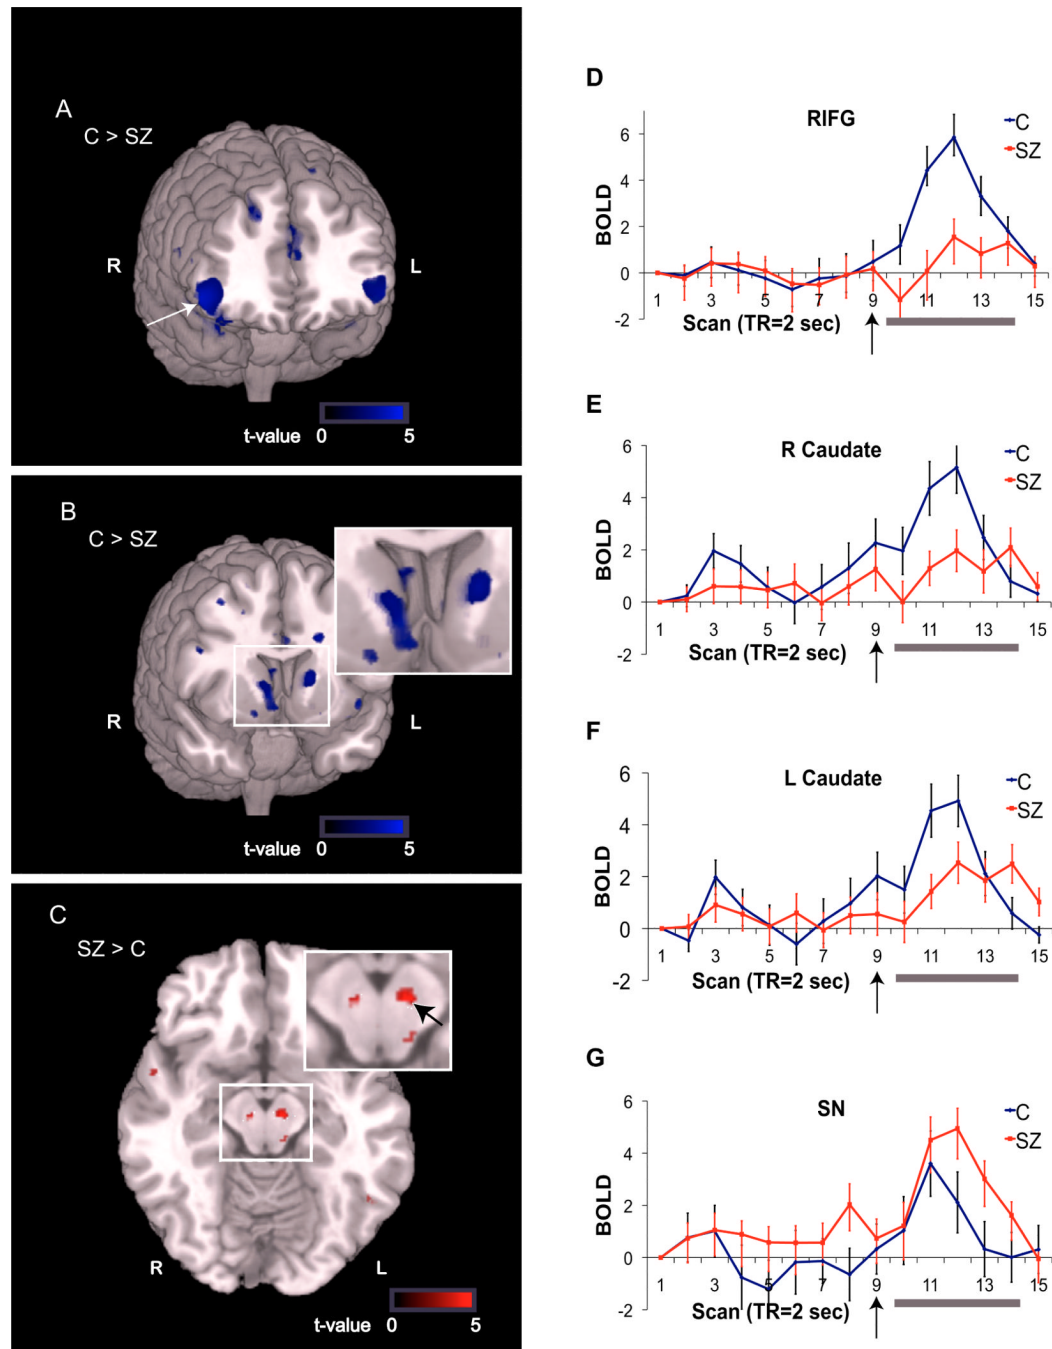 A
C > SZ
R
L
t-value 0 5
B
C > SZ
R
L
t-value 0 5
C
SZ > C
R
L
t-value 0 5
D
RIFG
C
SZ
BOLD
6
4
2
0
-2
1 3 5 7 9 11 13 15
Scan (TR=2 sec)
E
R Caudate
C
SZ
BOLD
6
4
2
0
-2
1 3 5 7 9 11 13 15
Scan (TR=2 sec)
F
L Caudate
C
SZ
BOLD
6
4
2
0
-2
1 3 5 7 9 11 13 15
Scan (TR=2 sec)
G
SN
C
SZ
BOLD
6
4
2
0
-2
1 3 5 7 9 11 13 15
Scan (TR=2 sec)